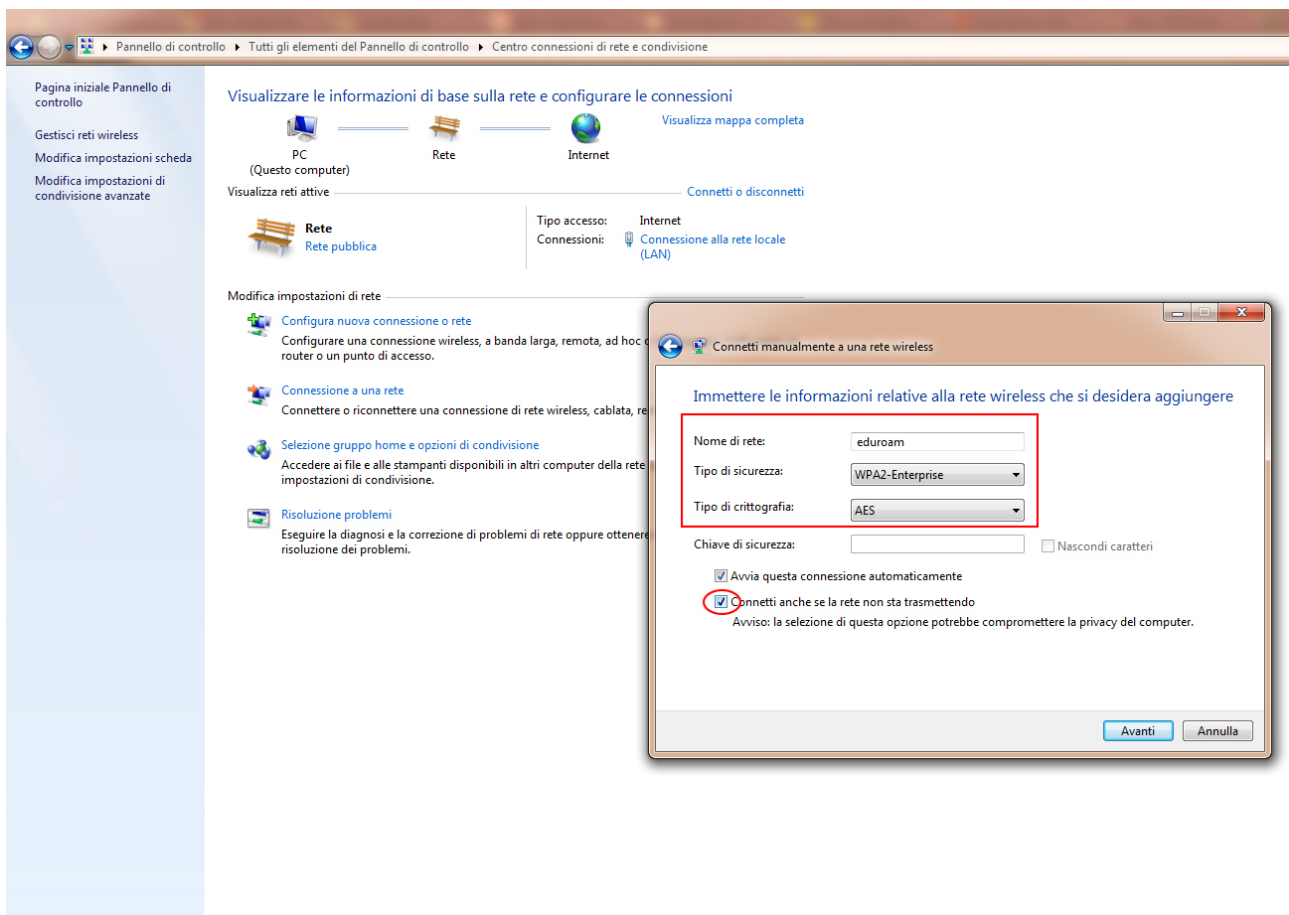 Pannello di controllo ▸ Tutti gli elementi del Pannello di controllo ▸ Centro connessioni di rete e condivisione
Pagina iniziale Pannello di
controllo
Gestisci reti wireless
Modifica impostazioni scheda
Modifica impostazioni di
condivisione avanzate
Visualizzare le informazioni di base sulla rete e configurare le connessioni
Visualizza mappa completa
PC
(Questo computer)
Rete
Internet
Visualizza reti attive
Connetti o disconnetti
Rete
Rete pubblica
Tipo accesso: Internet
Connessioni: Connessione alla rete locale
(LAN)
Modifica impostazioni di rete
Configura nuova connessione o rete
Configurare una connessione wireless, a banda larga, remota, ad hoc
router o un punto di accesso.
Connessione a una rete
Connettere o riconnettere una connessione di rete wireless, cablata,
Selezione gruppo home e opzioni di condivisione
Accedere ai file e alle stampanti disponibili in altri computer della rete
impostazioni di condivisione.
Risoluzione problemi
Eseguire la diagnosi e la correzione di problemi di rete oppure ottenere
risoluzione dei problemi.
Connetti manualmente a una rete wireless
Immettere le informazioni relative alla rete wireless che si desidera aggiungere
Nome di rete: eduroam
Tipo di sicurezza: WPA2-Enterprise
Tipo di crittografia: AES
Chiave di sicurezza: Nascondi caratteri
Avvia questa connessione automaticamente
Connetti anche se la rete non sta trasmettendo
Avviso: la selezione di questa opzione potrebbe compromettere la privacy del computer.
Avanti Annulla